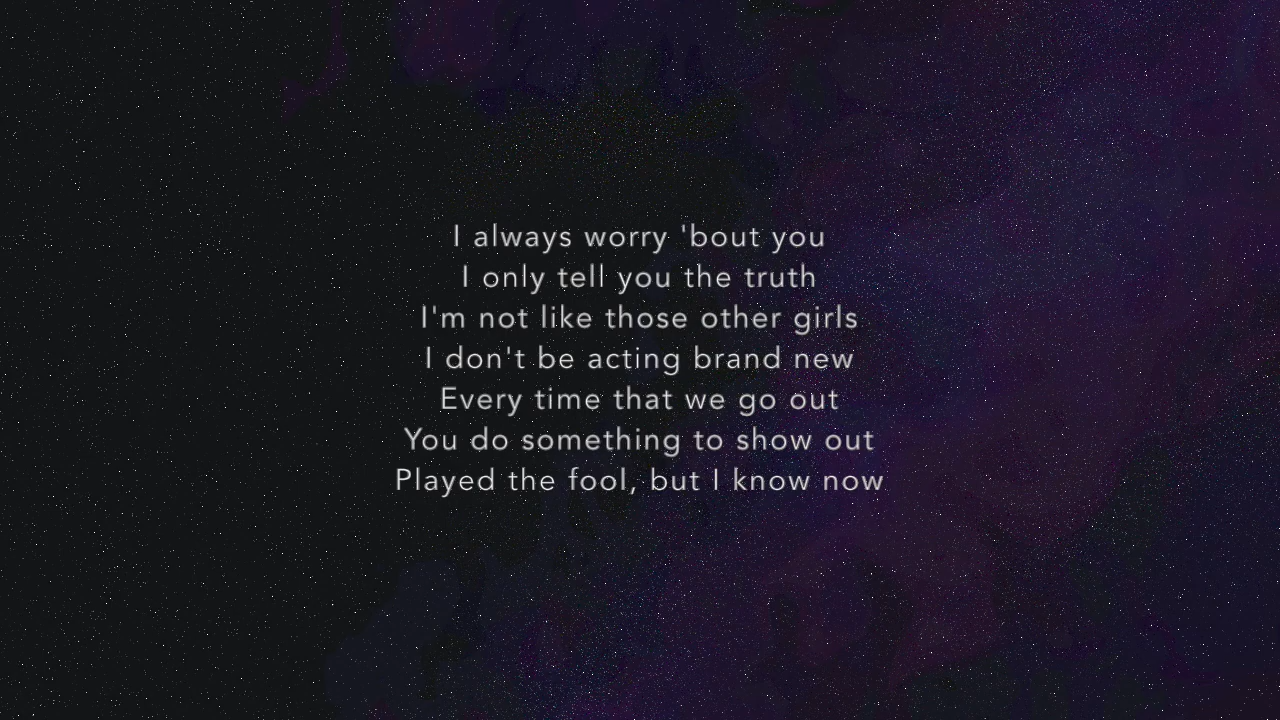 I always worry 'bout you
I only tell you the truth
I'm not like those other girls
I don't be acting brand new
Every time that we go out
You do something to show out
Played the fool, but I know now